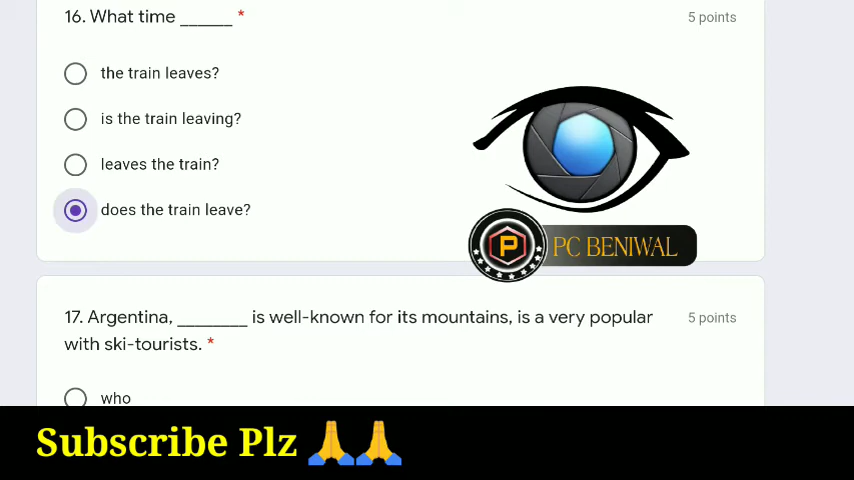 16. What time ______ *
5 points
the train leaves?
is the train leaving?
leaves the train?
does the train leave?
P PC BENIWAL
17. Argentina, ________ is well-known for its mountains, is a very popular
5 points
with ski-tourists. *
who
Subscribe Plz 🙏🙏